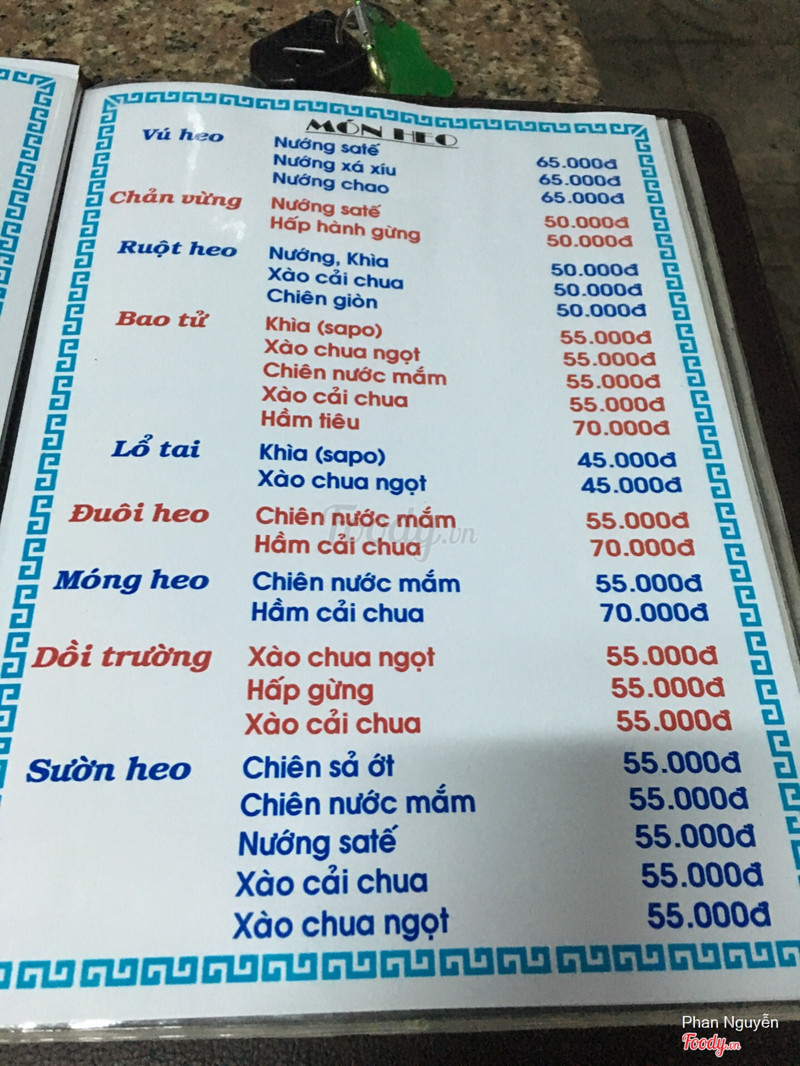 MÓN HEO
Vú heo Nướng satế 65.000đ
Nướng xá xíu 65.000đ
Nướng chao 65.000đ
Chản vừng Nướng satế 50.000đ
Hấp hành gừng 50.000đ
Ruột heo Nướng, Khìa 50.000đ
Xào cải chua 50.000đ
Chiên giòn 50.000đ
Bao tử Khìa (sapo) 55.000đ
Xào chua ngọt 55.000đ
Chiên nước mắm 55.000đ
Xào cải chua 55.000đ
Hầm tiêu 70.000đ
Lổ tai Khìa (sapo) 45.000đ
Xào chua ngọt 45.000đ
Đuôi heo Chiên nước mắm 55.000đ
Hầm cải chua 70.000đ
Móng heo Chiên nước mắm 55.000đ
Hầm cải chua 70.000đ
Dồi trường Xào chua ngọt 55.000đ
Hấp gừng 55.000đ
Xào cải chua 55.000đ
Sườn heo Chiên sả ớt 55.000đ
Chiên nước mắm 55.000đ
Nướng satế 55.000đ
Xào cải chua 55.000đ
Xào chua ngọt 55.000đ
Foody.vn
Phan Nguyễn
Foody.vn